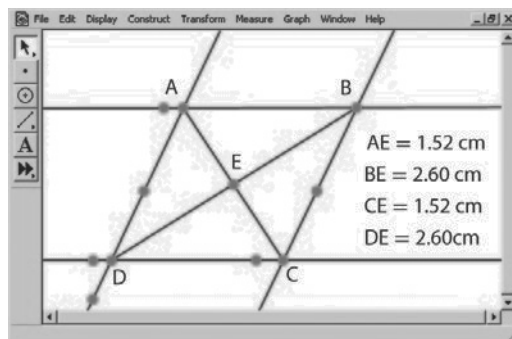 File Edit Display Construct Transform Measure Graph Window Help
A
A B
E
AE = 1.52 cm
BE = 2.60 cm
CE = 1.52 cm
DE = 2.60cm
D C